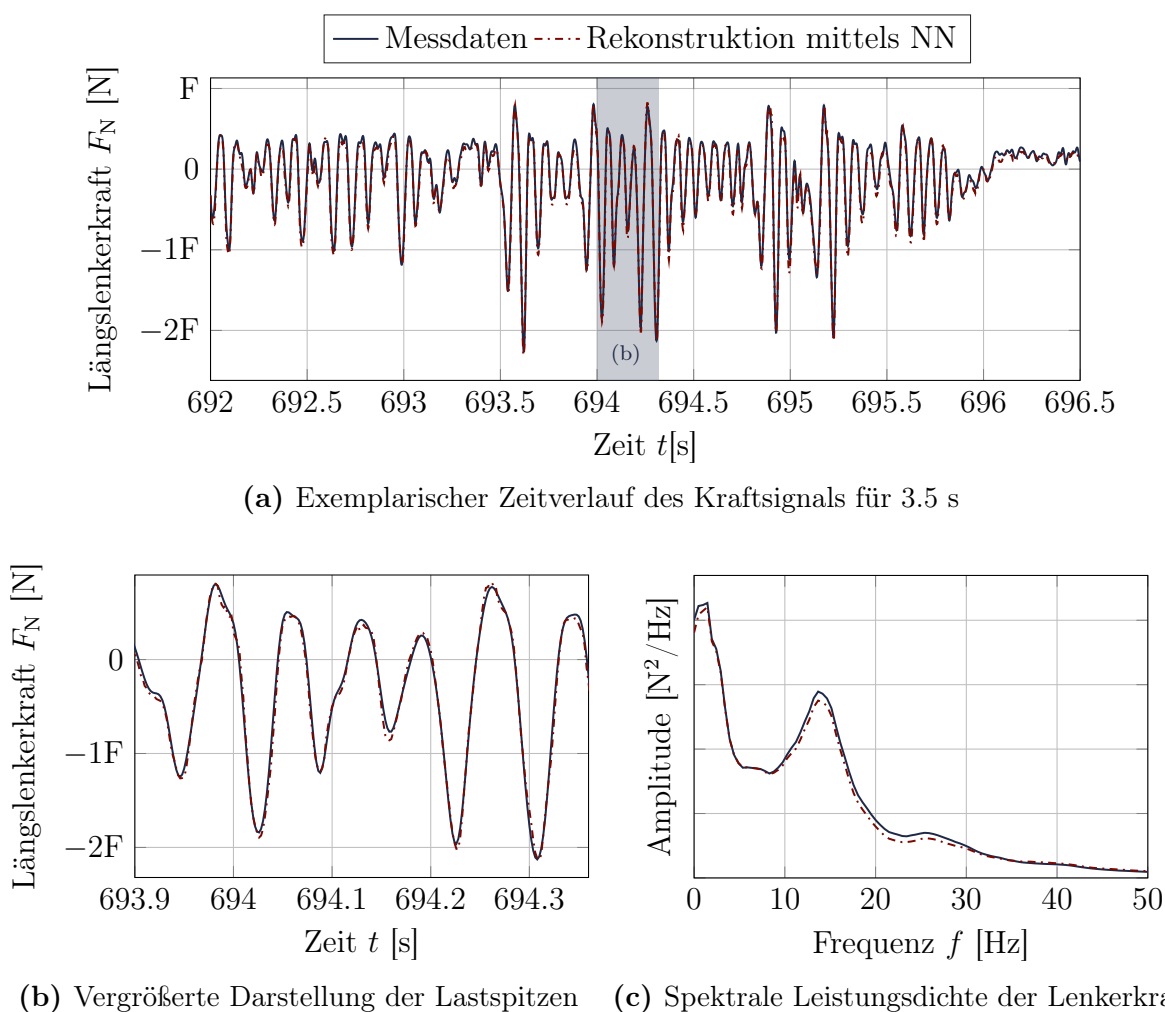 Messdaten Rekonstruktion mittels NN
Längslenkerkraft F_N [N]
F
0
−1F
−2F
(b)
692 692.5 693 693.5 694 694.5 695 695.5 696 696.5
Zeit t[s]
(a) Exemplarischer Zeitverlauf des Kraftsignals für 3.5 s
Längslenkerkraft F_N [N]
0
−1F
−2F
693.9 694 694.1 694.2 694.3
Zeit t [s]
(b) Vergrößerte Darstellung der Lastspitzen
Amplitude [N²/Hz]
0 10 20 30 40 50
Frequenz f [Hz]
(c) Spektrale Leistungsdichte der